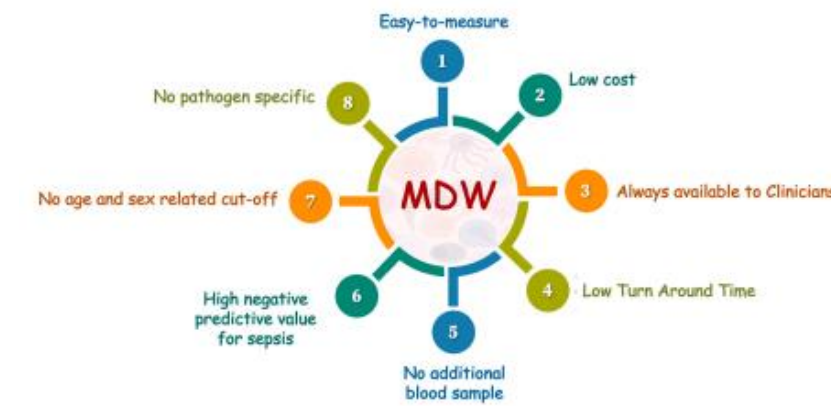 Easy-to-measure
1
2
Low cost
3
Always available to Clinicians
4
Low Turn Around Time
5
No additional
blood sample
6
High negative
predictive value
for sepsis
7
No age and sex related cut-off
8
No pathogen specific
MDW